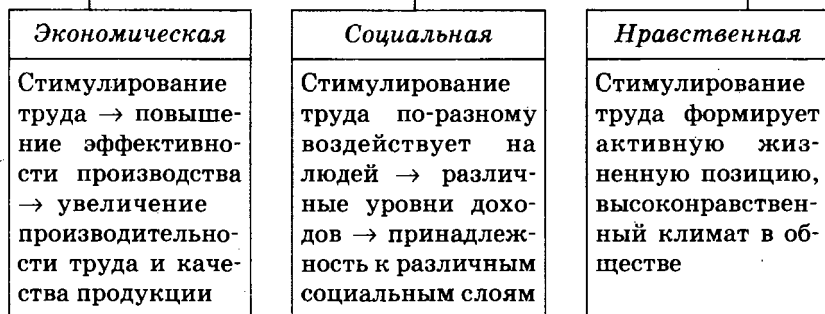 Экономическая
Стимулирование
труда → повыше-
ние эффективно-
сти производства
→ увеличение
производительно-
сти труда и каче-
ства продукции
Социальная
Стимулирование
труда по-разному
воздействует на
людей → различ-
ные уровни дохо-
дов → принадлеж-
ность к различным
социальным слоям
Нравственная
Стимулирование
труда формирует
активную жиз-
ненную позицию,
высоконравствен-
ный климат в об-
ществе